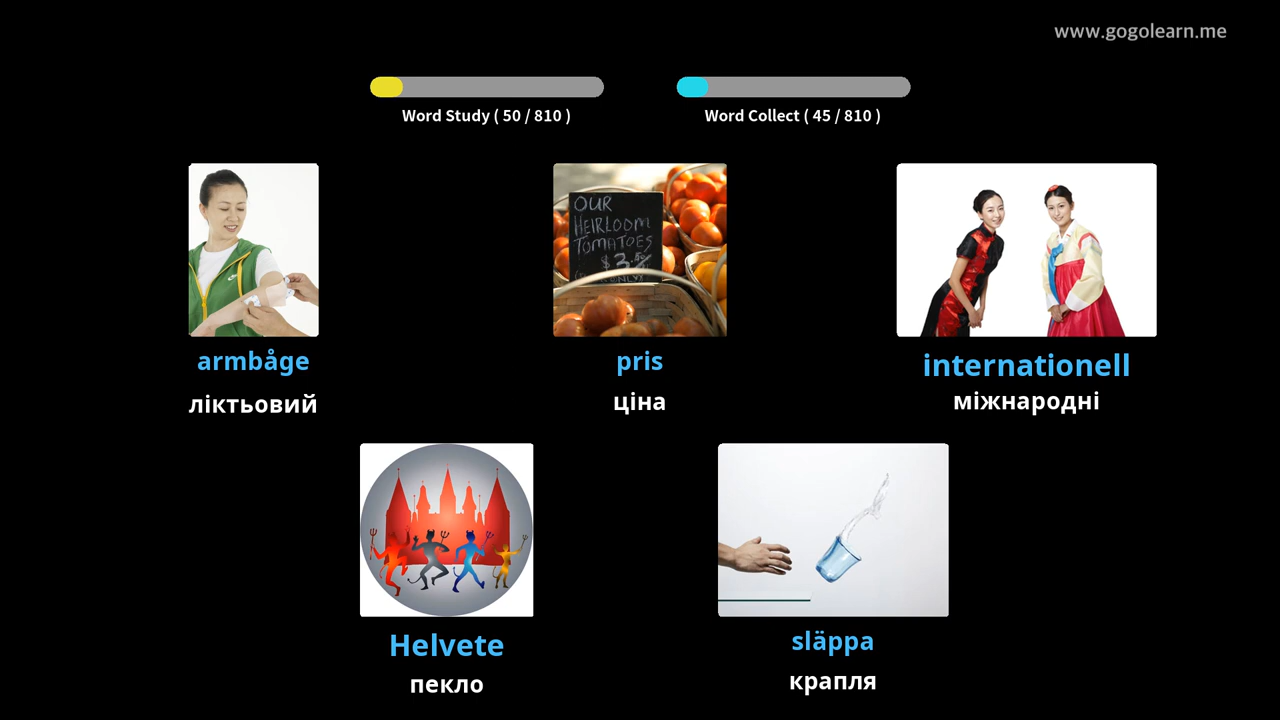 www.gogolearn.me
Word Study ( 50 / 810 )
Word Collect ( 45 / 810 )
OUR
HEIRLOOM
TOMATOES
armbåge
pris
internationell
ліктьовий
ціна
міжнародні
Helvete
släppa
пекло
крапля